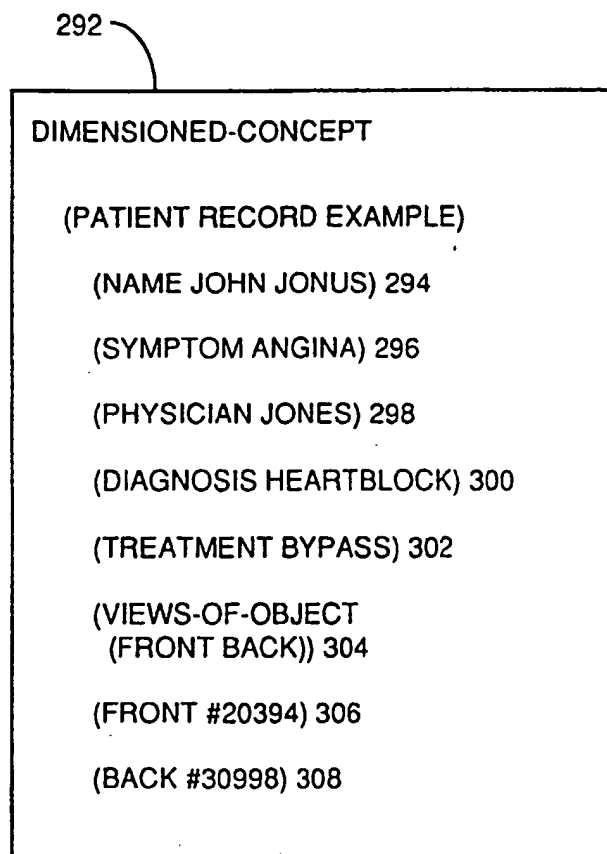 292
DIMENSIONED-CONCEPT
(PATIENT RECORD EXAMPLE)
(NAME JOHN JONUS) 294
(SYMPTOM ANGINA) 296
(PHYSICIAN JONES) 298
(DIAGNOSIS HEARTBLOCK) 300
(TREATMENT BYPASS) 302
(VIEWS-OF-OBJECT
(FRONT BACK)) 304
(FRONT #20394) 306
(BACK #30998) 308